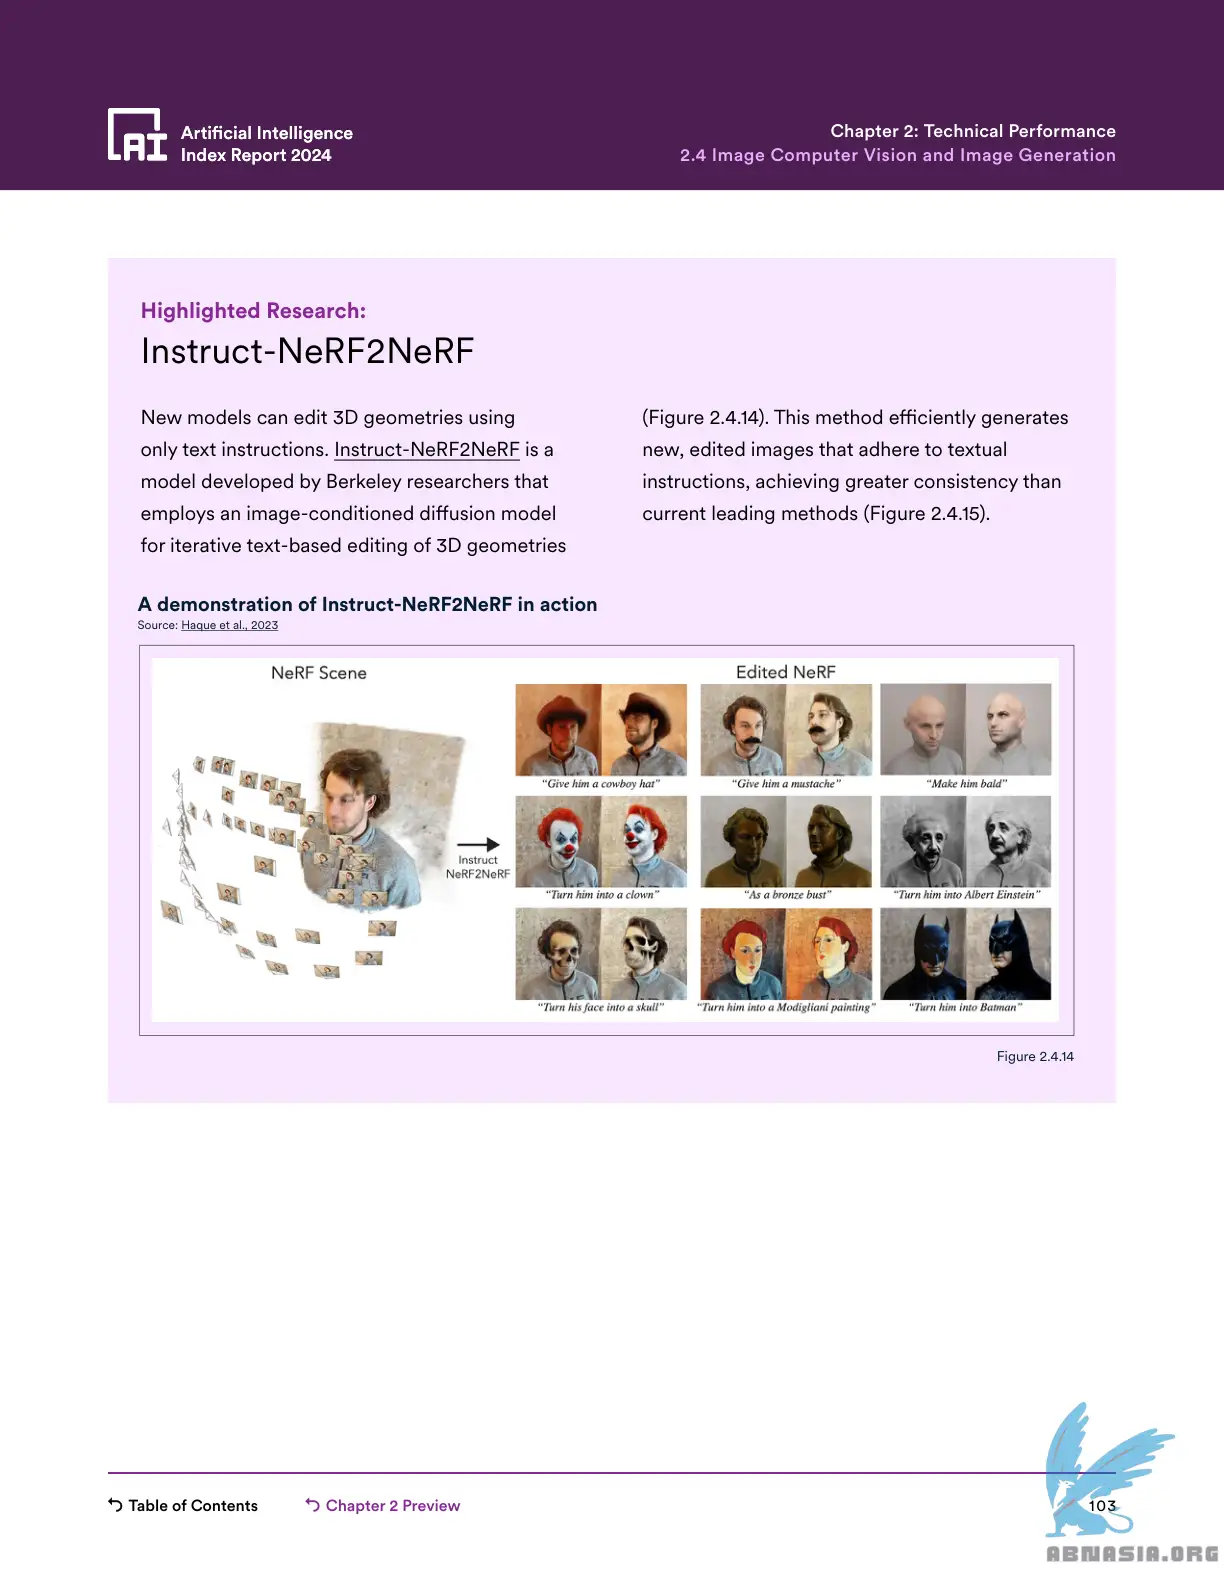 Artificial Intelligence
Index Report 2024
Chapter 2: Technical Performance
2.4 Image Computer Vision and Image Generation
Highlighted Research:
Instruct-NeRF2NeRF
New models can edit 3D geometries using
only text instructions. Instruct-NeRF2NeRF is a
model developed by Berkeley researchers that
employs an image-conditioned diffusion model
for iterative text-based editing of 3D geometries
(Figure 2.4.14). This method efficiently generates
new, edited images that adhere to textual
instructions, achieving greater consistency than
current leading methods (Figure 2.4.15).
A demonstration of Instruct-NeRF2NeRF in action
Source: Haque et al., 2023
NeRF Scene
Edited NeRF
Instruct
NeRF2NeRF
“Give him a cowboy hat”
“Give him a mustache”
“Make him bald”
“Turn him into a clown”
“As a bronze bust”
“Turn him into Albert Einstein”
“Turn his face into a skull”
“Turn him into a Modigliani painting”
“Turn him into Batman”
Figure 2.4.14
Table of Contents
Chapter 2 Preview
103
ABNASIA.ORG